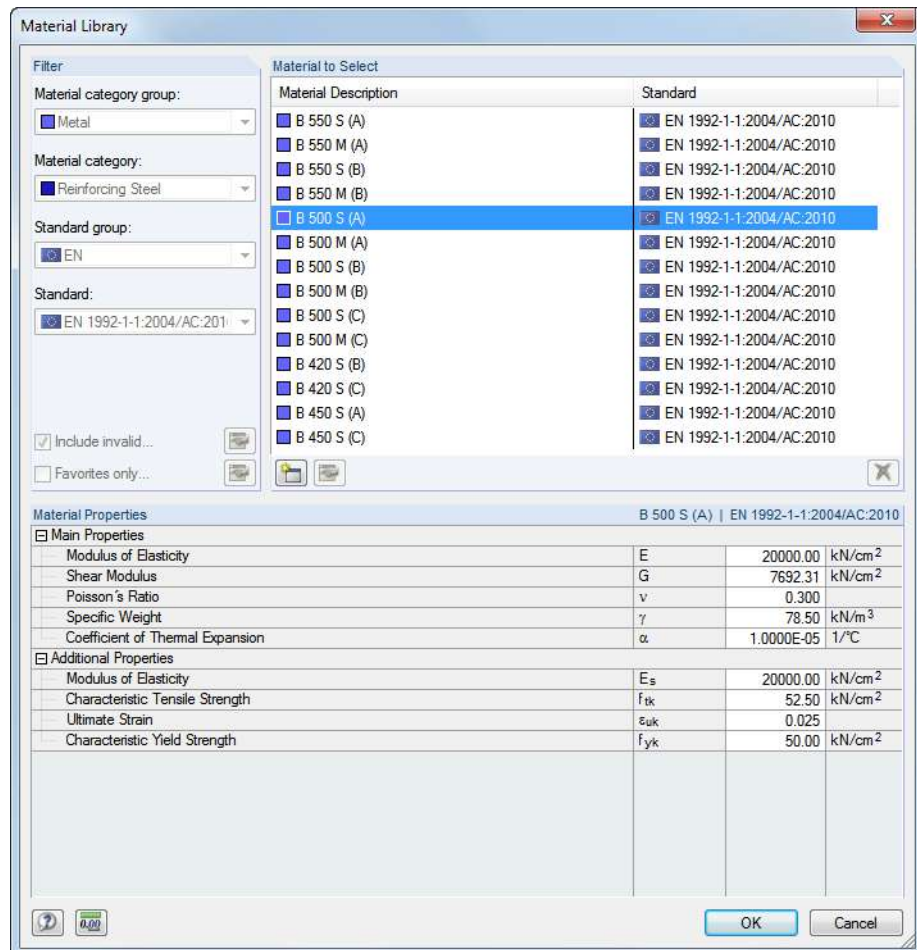 Material Library
Filter
Material category group:
Metal
Material category:
Reinforcing Steel
Standard group:
EN
Standard:
EN 1992-1-1:2004/AC:201
Include invalid...
Favorites only...
Material to Select
Material Description Standard
B 550 S (A) EN 1992-1-1:2004/AC:2010
B 550 M (A) EN 1992-1-1:2004/AC:2010
B 550 S (B) EN 1992-1-1:2004/AC:2010
B 550 M (B) EN 1992-1-1:2004/AC:2010
B 500 S (A) EN 1992-1-1:2004/AC:2010
B 500 M (A) EN 1992-1-1:2004/AC:2010
B 500 S (B) EN 1992-1-1:2004/AC:2010
B 500 M (B) EN 1992-1-1:2004/AC:2010
B 500 S (C) EN 1992-1-1:2004/AC:2010
B 500 M (C) EN 1992-1-1:2004/AC:2010
B 420 S (B) EN 1992-1-1:2004/AC:2010
B 420 S (C) EN 1992-1-1:2004/AC:2010
B 450 S (A) EN 1992-1-1:2004/AC:2010
B 450 S (C) EN 1992-1-1:2004/AC:2010
Material Properties B 500 S (A) | EN 1992-1-1:2004/AC:2010
Main Properties
Modulus of Elasticity E 20000.00 kN/cm²
Shear Modulus G 7692.31 kN/cm²
Poisson´s Ratio ν 0.300
Specific Weight γ 78.50 kN/m³
Coefficient of Thermal Expansion α 1.0000E-05 1/°C
Additional Properties
Modulus of Elasticity Es 20000.00 kN/cm²
Characteristic Tensile Strength ftk 52.50 kN/cm²
Ultimate Strain εuk 0.025
Characteristic Yield Strength fyk 50.00 kN/cm²
0.00
OK Cancel